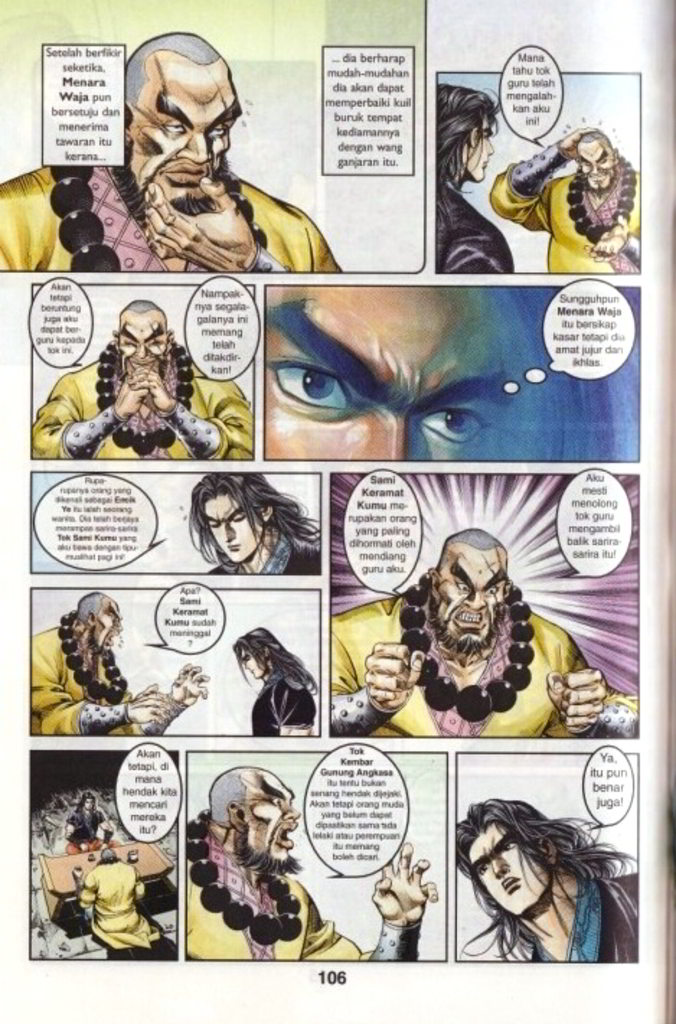 Setelah berfikir
seketika,
Menara
Waja pun
bersetuju dan
menerima
tawaran itu
kerana...
... dia berharap
mudah-mudahan
dia akan dapat
memperbaiki kuil
buruk tempat
kediamannya
dengan wang
ganjaran itu.
Mana
tahu tok
guru telah
mengalah-
kan aku
ini!
Akan
tetapi
beruntung
juga aku
dapat ber-
guru kepada
tok ini.
Nampak-
nya segala-
galanya ini
memang
telah
ditakdir-
kan!
Sungguhpun
Menara Waja
itu bersikap
kasar tetapi dia
amat jujur dan
ikhlas.
Rupa-
rupanya orang yang
dikenali sebagai Encik
Ye itu ialah seorang
wanita. Dia telah berjaya
merampas sarira-sarira
Tok Sami Kumu yang
aku bawa dengan tipu-
muslihat pagi ini!
Sami
Keramat
Kumu me-
rupakan orang
yang paling
dihormati oleh
mendiang
guru aku.
Aku
mesti
menolong
tok guru
mengambil
balik sarira-
sarira itu!
Apa?
Sami
Keramat
Kumu sudah
meninggal
?
Akan
tetapi, di
mana
hendak kita
mencari
mereka
itu?
Tok
Kembar
Gunung Angkasa
itu tentu bukan
senang hendak dijejaki.
Akan tetapi orang muda
yang belum dapat
dipastikan sama ada
lelaki atau perempuan
itu memang
boleh dicari.
Ya,
itu pun
benar
juga!
106